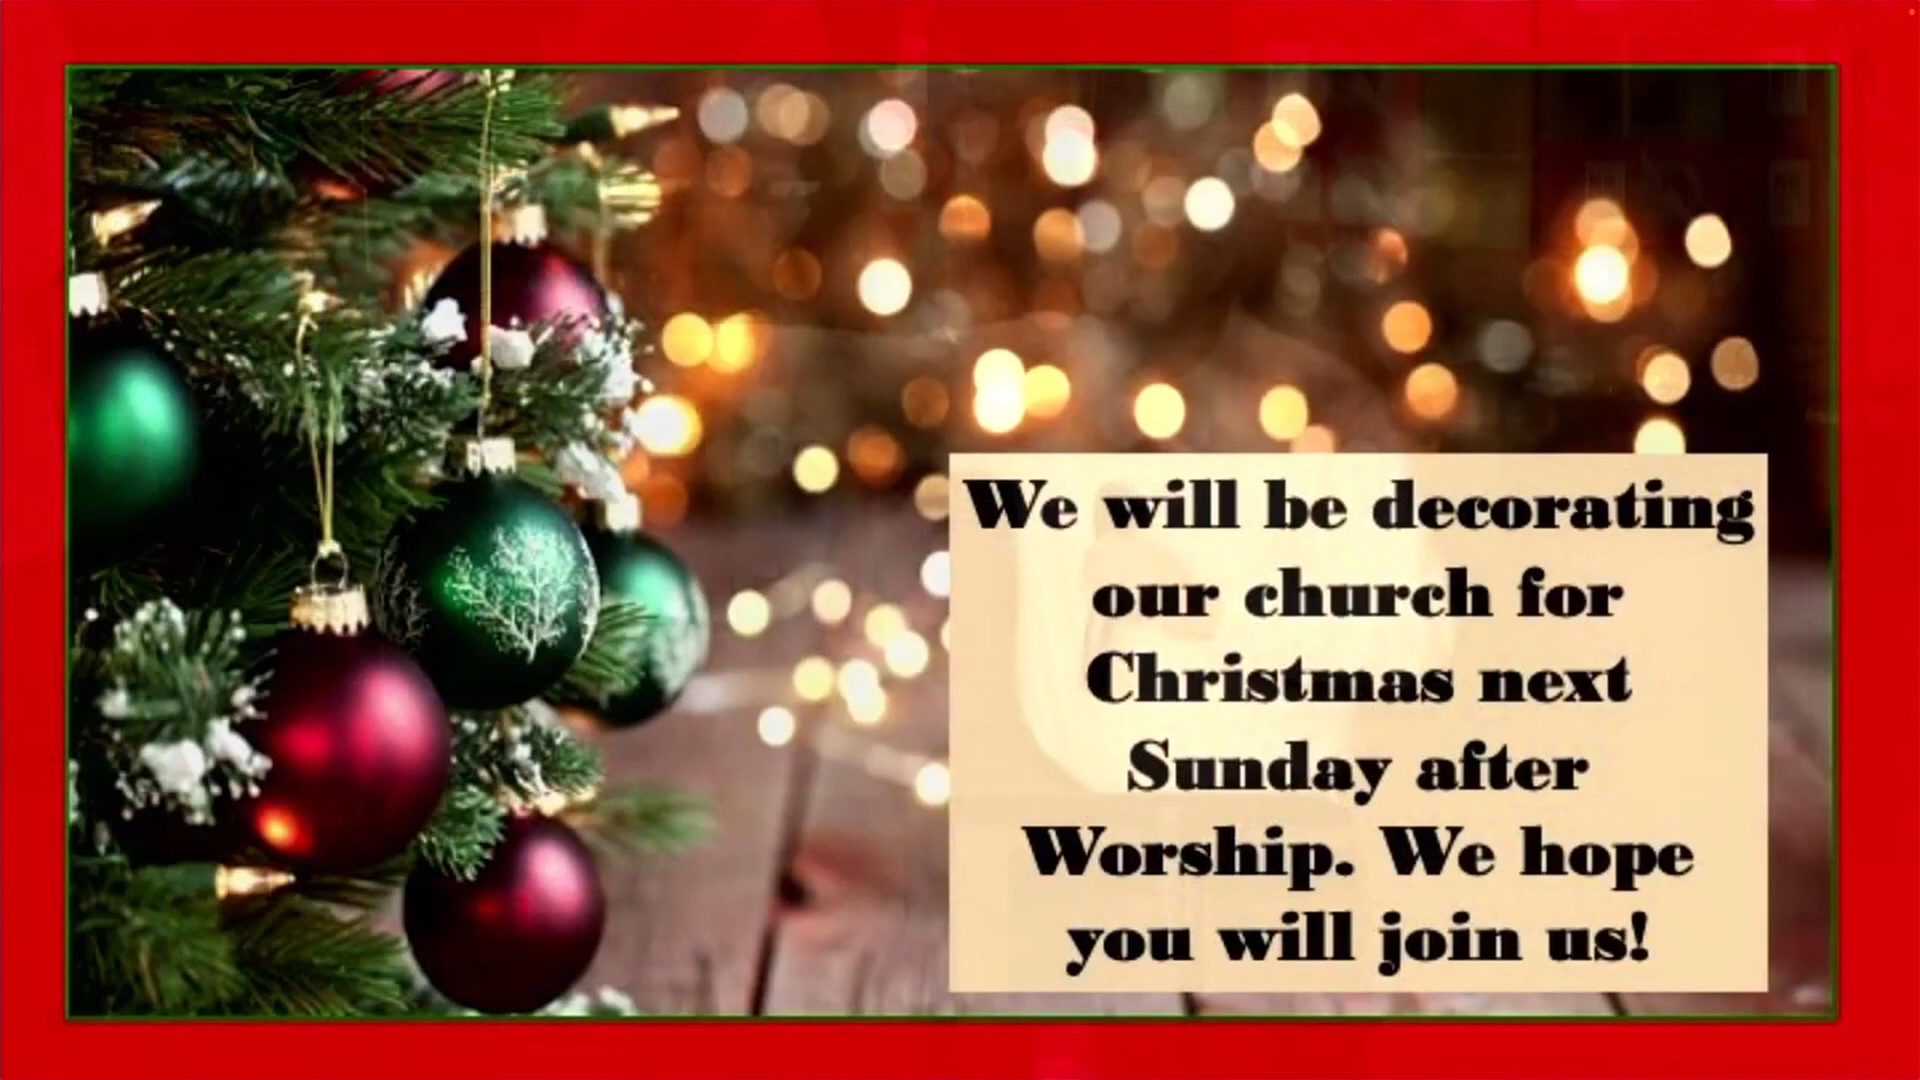 We will be decorating
our church for
Christmas next
Sunday after
Worship. We hope
you will join us!